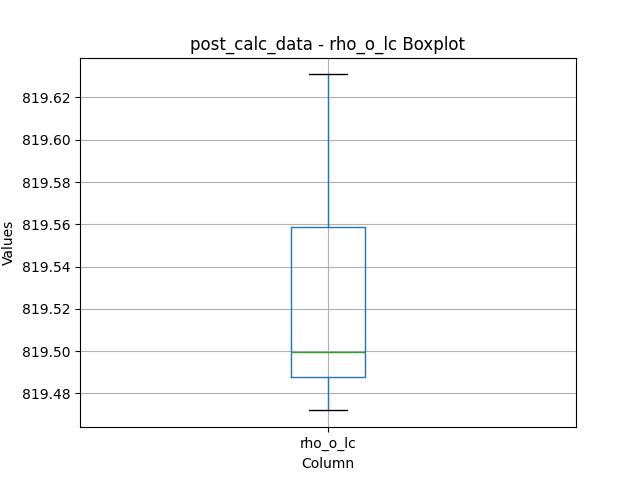 post_calc_data - rho_o_lc Boxplot
819.62
819.60
819.58
819.56
819.54
819.52
819.50
819.48
Values
rho_o_lc
Column